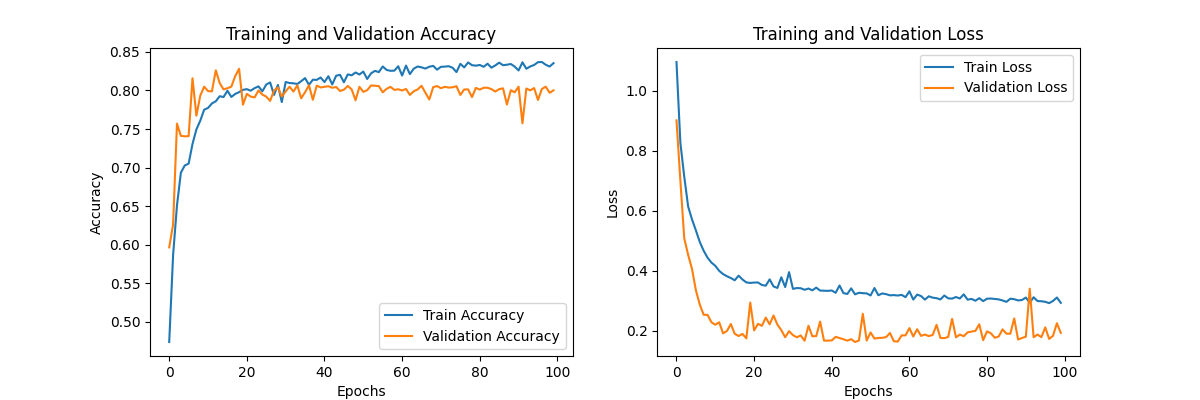 Training and Validation Accuracy
Accuracy
0.85
0.80
0.75
0.70
0.65
0.60
0.55
0.50
0 20 40 60 80 100
Epochs
Train Accuracy
Validation Accuracy
Training and Validation Loss
Loss
1.0
0.8
0.6
0.4
0.2
0 20 40 60 80 100
Epochs
Train Loss
Validation Loss